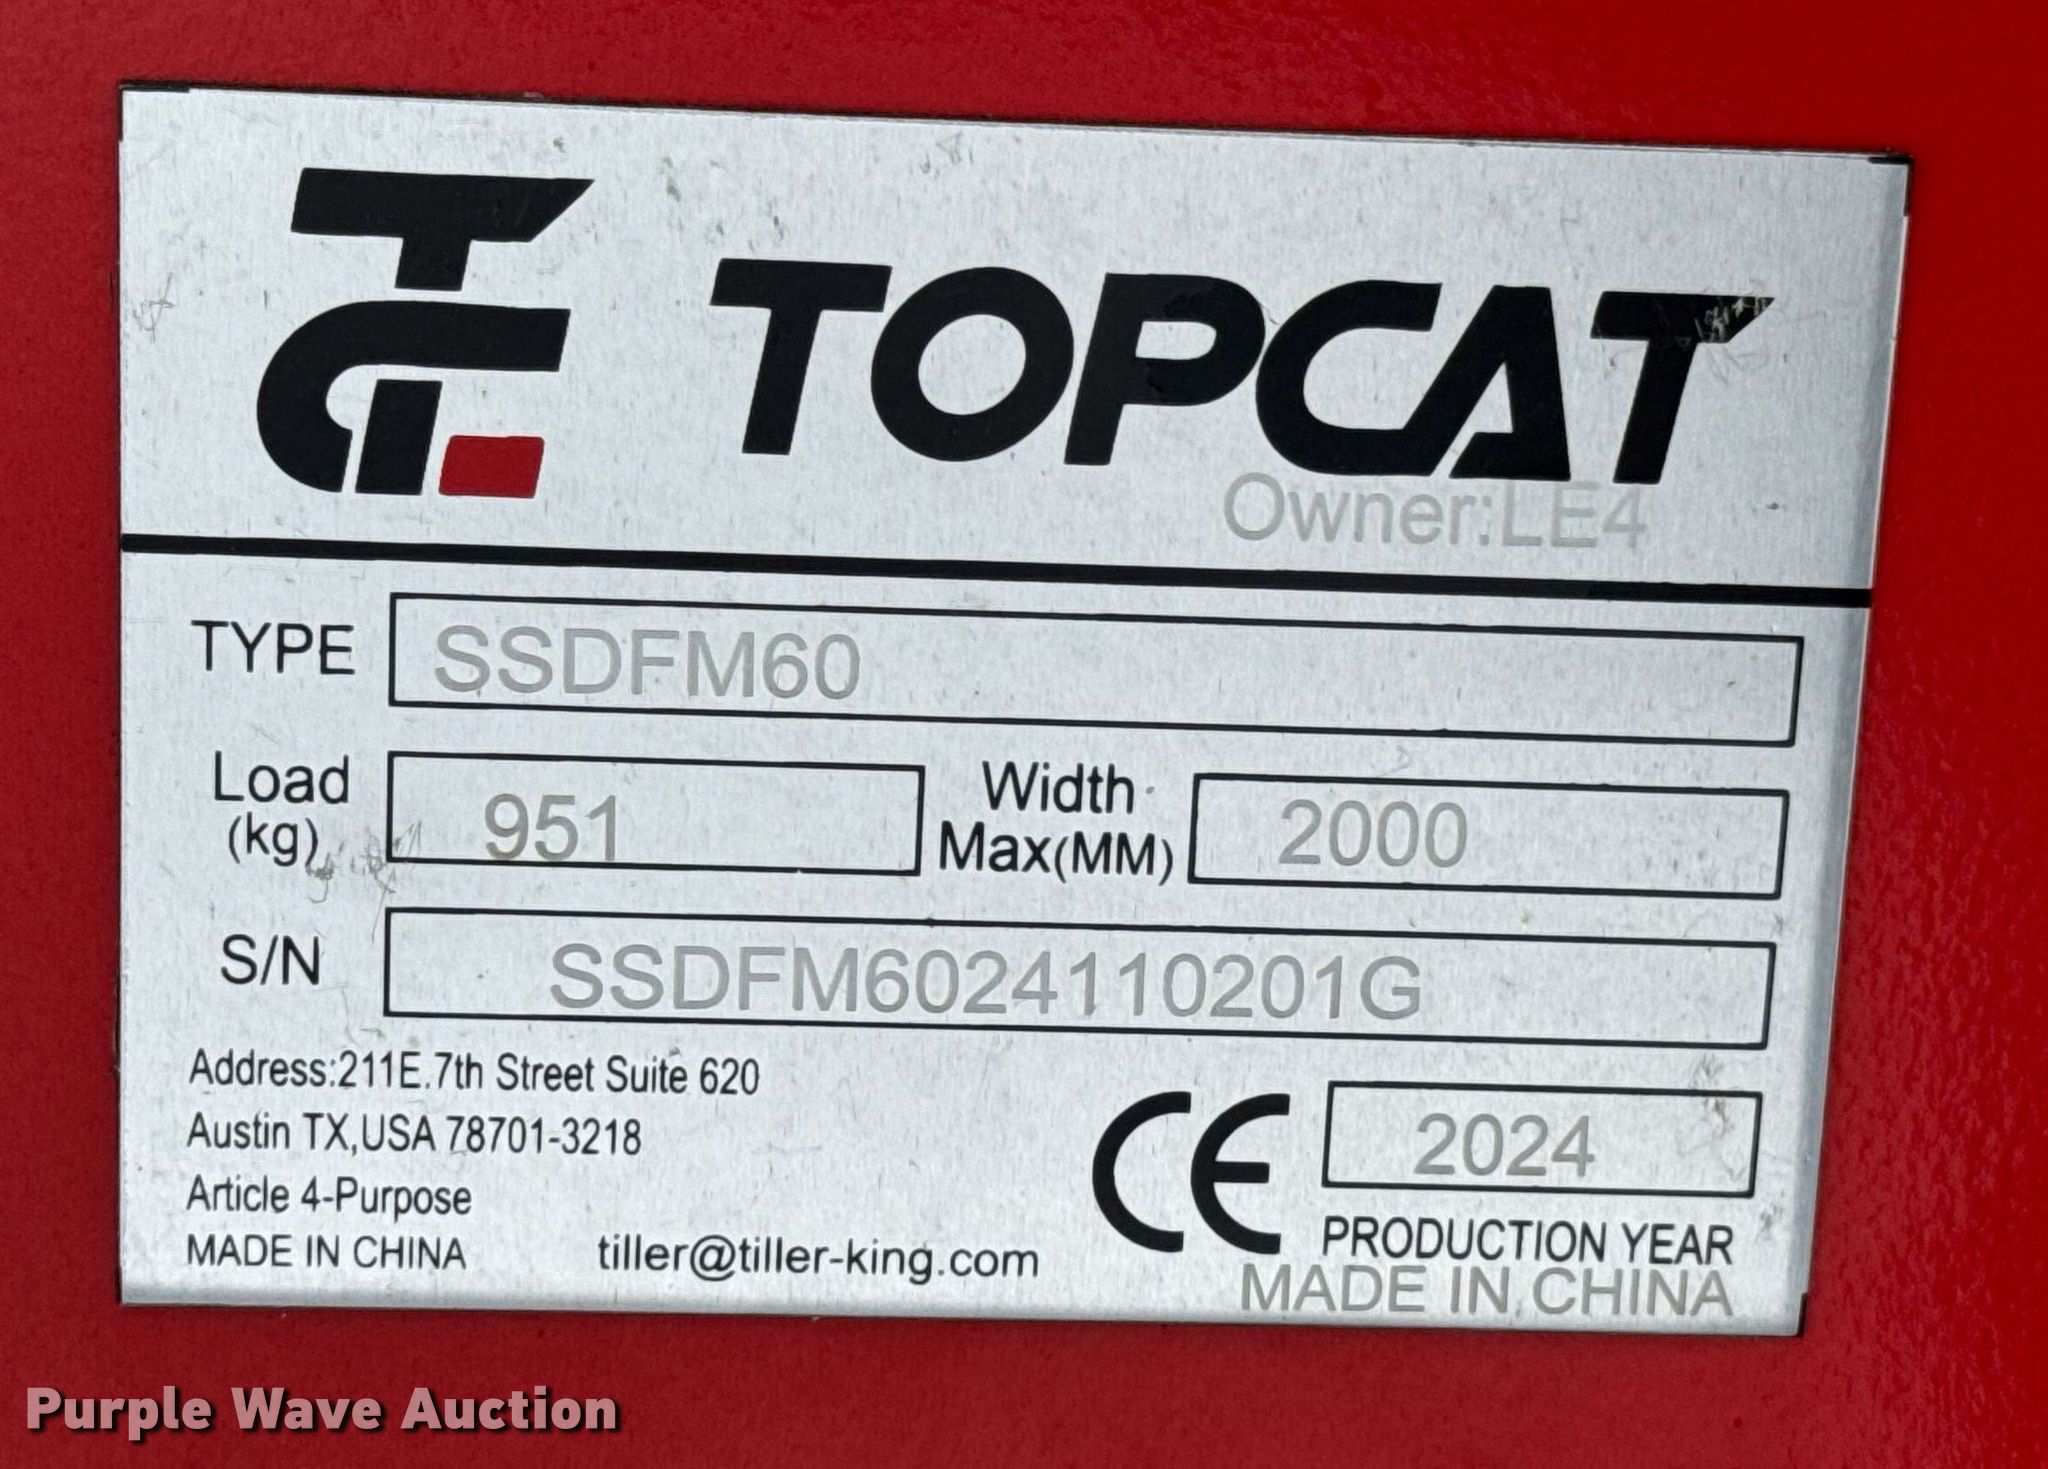 TOPCAT
Owner:LE4
TYPE SSDFM60
Load (kg) 951 Width Max(MM) 2000
S/N SSDFM6024110201G
Address:211E.7th Street Suite 620
Austin TX,USA 78701-3218
Article 4-Purpose
MADE IN CHINA tiller@tiller-king.com
CE 2024
PRODUCTION YEAR
MADE IN CHINA
Purple Wave Auction